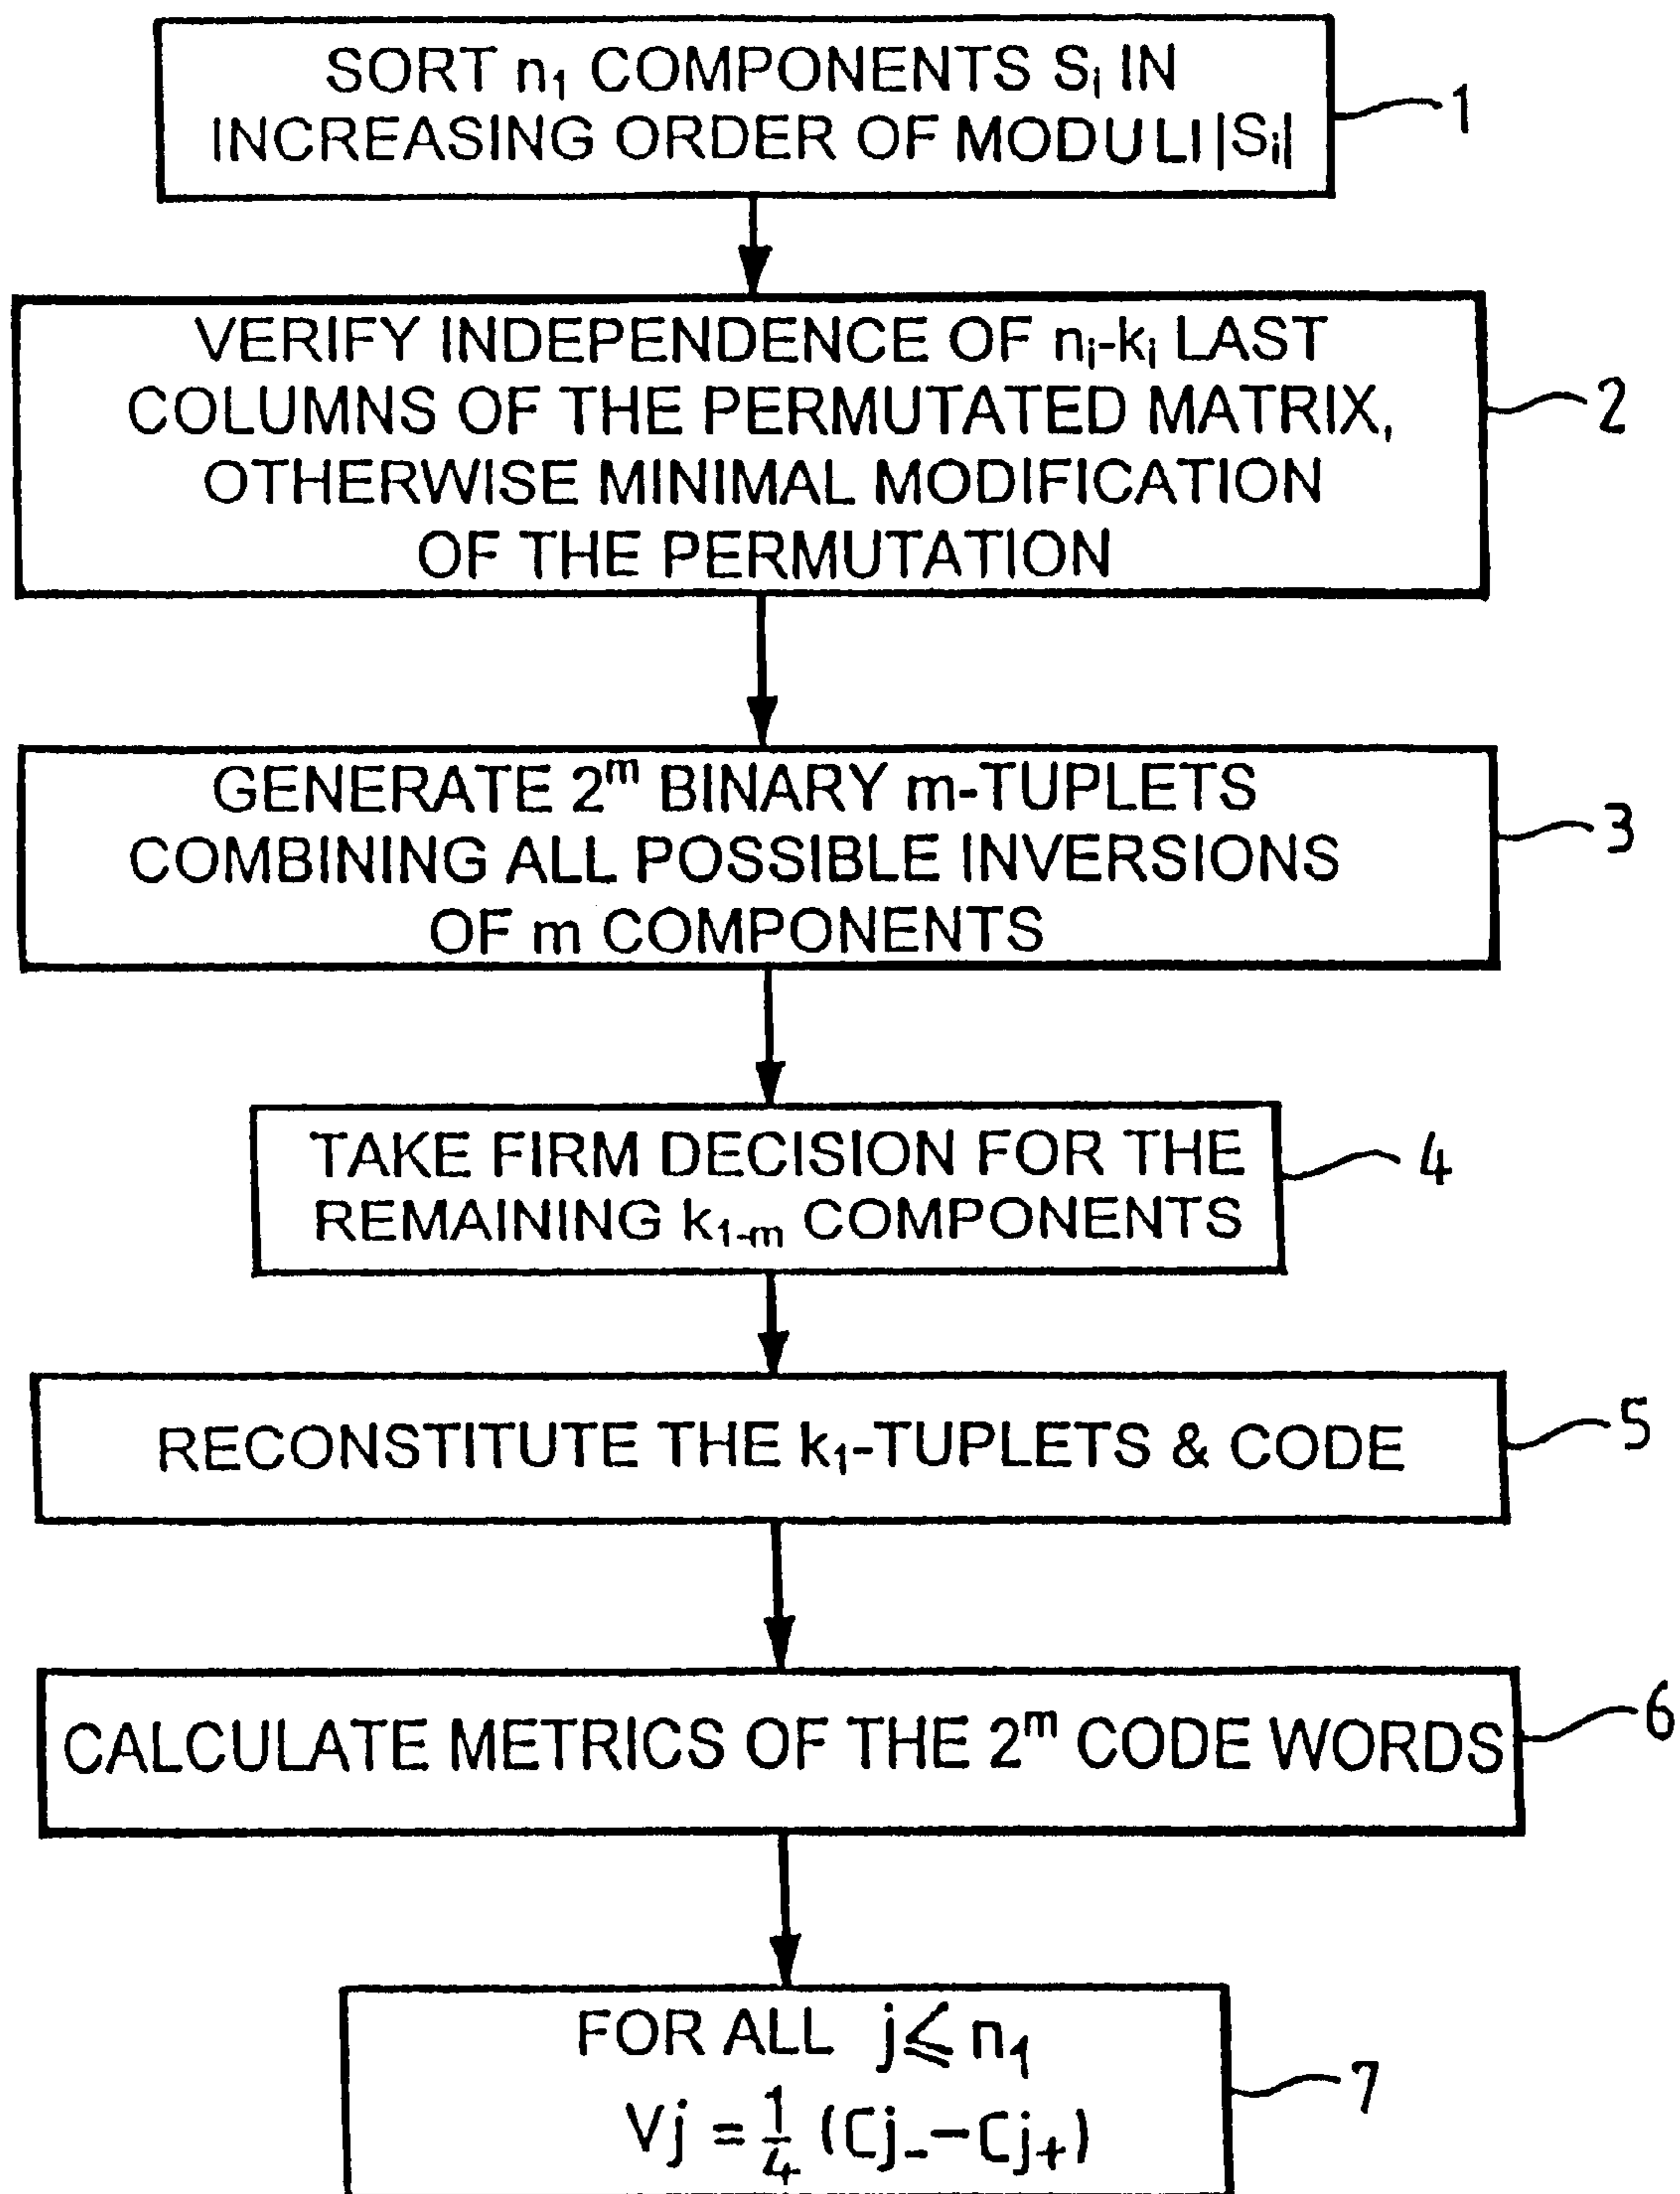 SORT n₁ COMPONENTS Sᵢ IN
INCREASING ORDER OF MODULI |Sᵢ|
1
VERIFY INDEPENDENCE OF nᵢ-kᵢ LAST
COLUMNS OF THE PERMUTATED MATRIX,
OTHERWISE MINIMAL MODIFICATION
OF THE PERMUTATION
2
GENERATE 2ᵐ BINARY m-TUPLETS
COMBINING ALL POSSIBLE INVERSIONS
OF m COMPONENTS
3
TAKE FIRM DECISION FOR THE
REMAINING k₁₋ₘ COMPONENTS
4
RECONSTITUTE THE k₁-TUPLETS & CODE
5
CALCULATE METRICS OF THE 2ᵐ CODE WORDS
6
FOR ALL j⩽n₁
Vj = 1/4 (Cj₋–Cj₊)
7